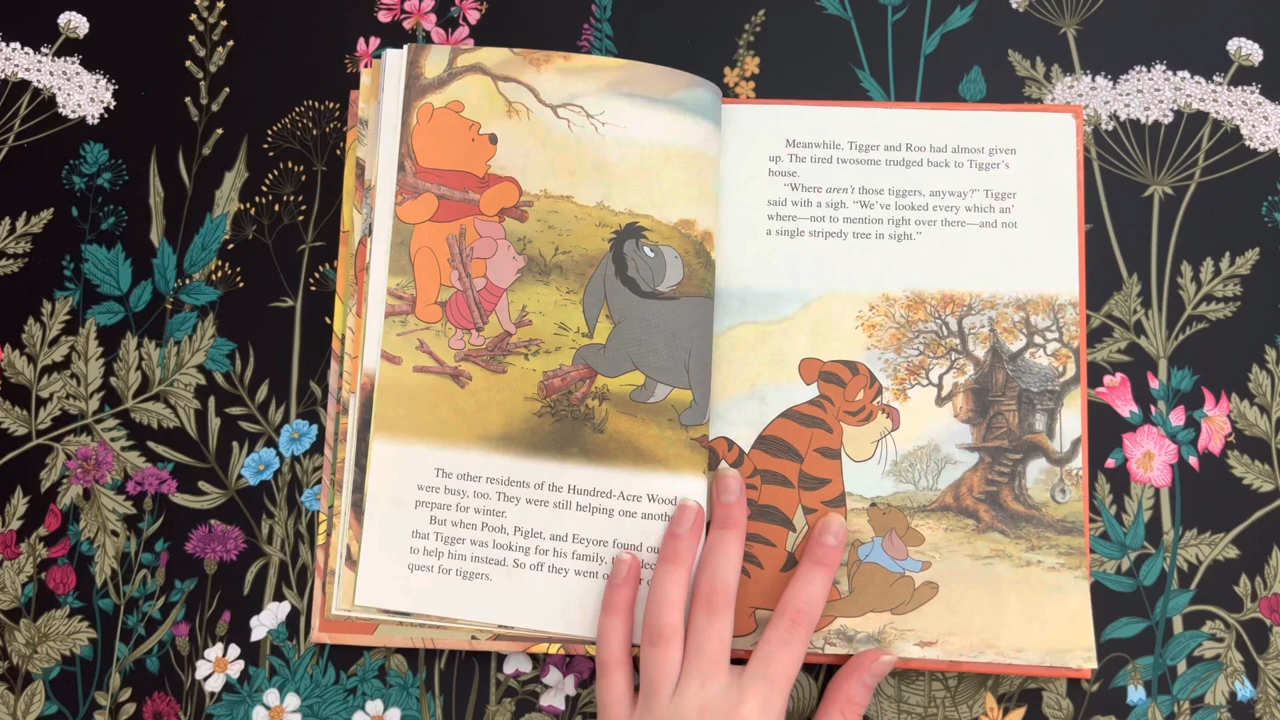 The other residents of the Hundred-Acre Wood
were busy, too. They were still helping one
prepare for winter.
But when Pooh, Piglet, and Eeyore found
that Tigger was looking for his family,
to help him instead. So off they went
quest for tiggers.
Meanwhile, Tigger and Roo had almost given
up. The tired twosome trudged back to Tigger's
house.
“Where aren't those tiggers, anyway?” Tigger
said with a sigh. “We've looked every which an'
where—not to mention right over there—and not
a single stripedy tree in sight.”